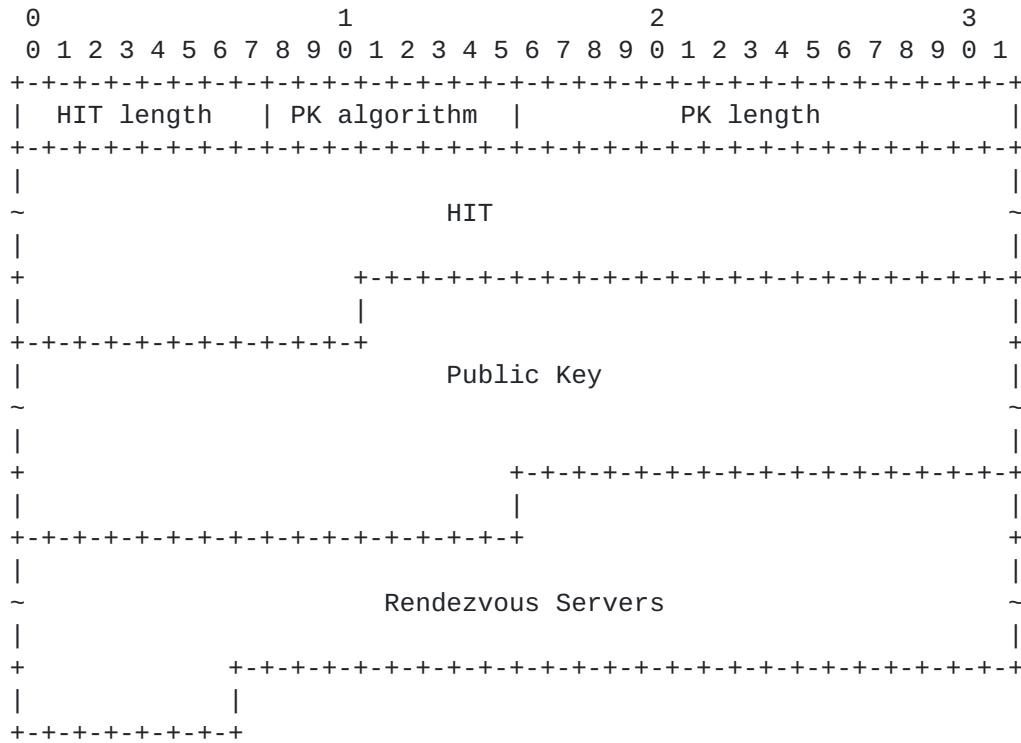 0                   1                   2                   3
 0 1 2 3 4 5 6 7 8 9 0 1 2 3 4 5 6 7 8 9 0 1 2 3 4 5 6 7 8 9 0 1
+-+-+-+-+-+-+-+-+-+-+-+-+-+-+-+-+-+-+-+-+-+-+-+-+-+-+-+-+-+-+-+-+
|  HIT length   | PK algorithm  |          PK length            |
+-+-+-+-+-+-+-+-+-+-+-+-+-+-+-+-+-+-+-+-+-+-+-+-+-+-+-+-+-+-+-+-+
|                                                               |
~                           HIT                                 ~
|                                                               |
+                     +-+-+-+-+-+-+-+-+-+-+-+-+-+-+-+-+-+-+-+-+-+
|                     |                                         |
+-+-+-+-+-+-+-+-+-+-+-+                                         +
|                           Public Key                          |
~                                                               ~
|                                                               |
+                               +-+-+-+-+-+-+-+-+-+-+-+-+-+-+-+-+
|                               |                               |
+-+-+-+-+-+-+-+-+-+-+-+-+-+-+-+-+                               +
|                                                               |
~                       Rendezvous Servers                      ~
|                                                               |
+             +-+-+-+-+-+-+-+-+-+-+-+-+-+-+-+-+-+-+-+-+-+-+-+-+-+
|             |
+-+-+-+-+-+-+-+